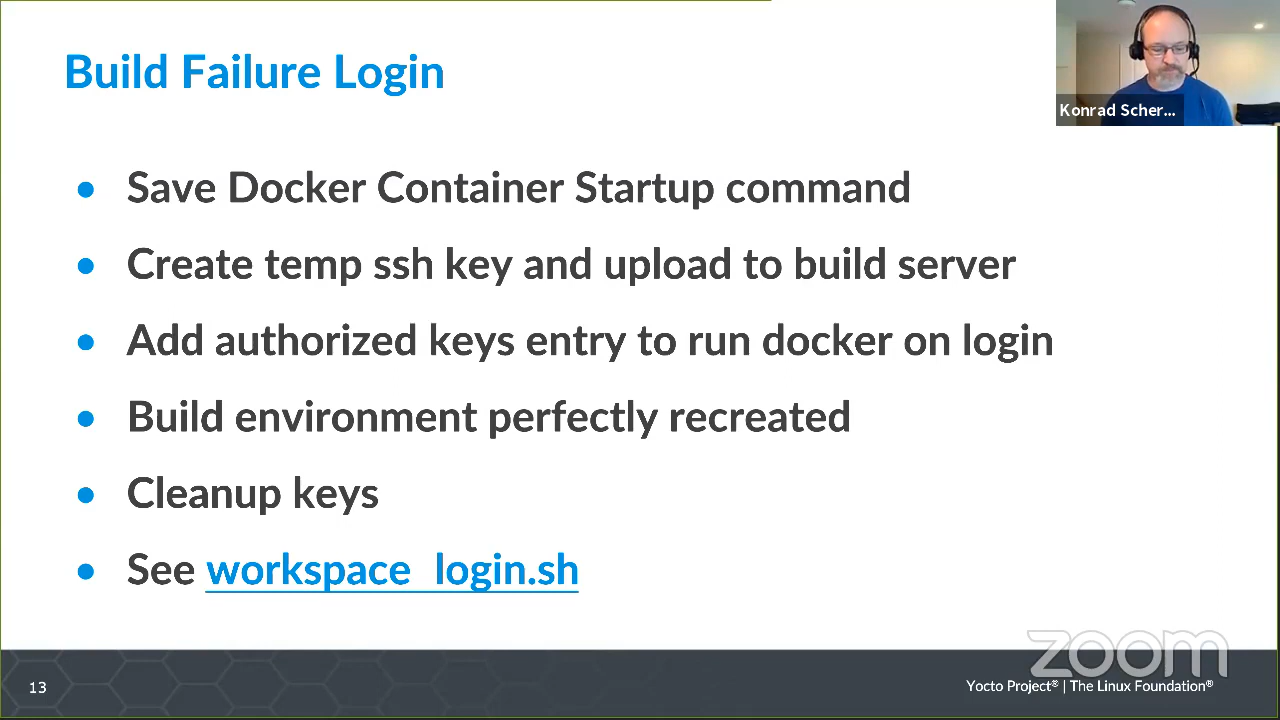 Build Failure Login
Konrad Scher...
Save Docker Container Startup command
Create temp ssh key and upload to build server
Add authorized keys entry to run docker on login
Build environment perfectly recreated
Cleanup keys
See workspace_login.sh
zoom
13
Yocto Project® | The Linux Foundation®